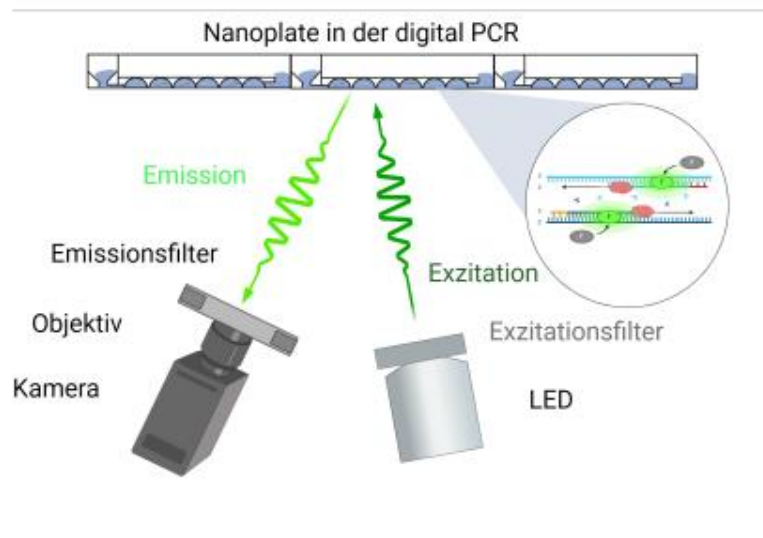 Nanoplate in der digital PCR
Emission
Emissionsfilter
Exzitation
Objektiv
Exzitationsfilter
Kamera
LED